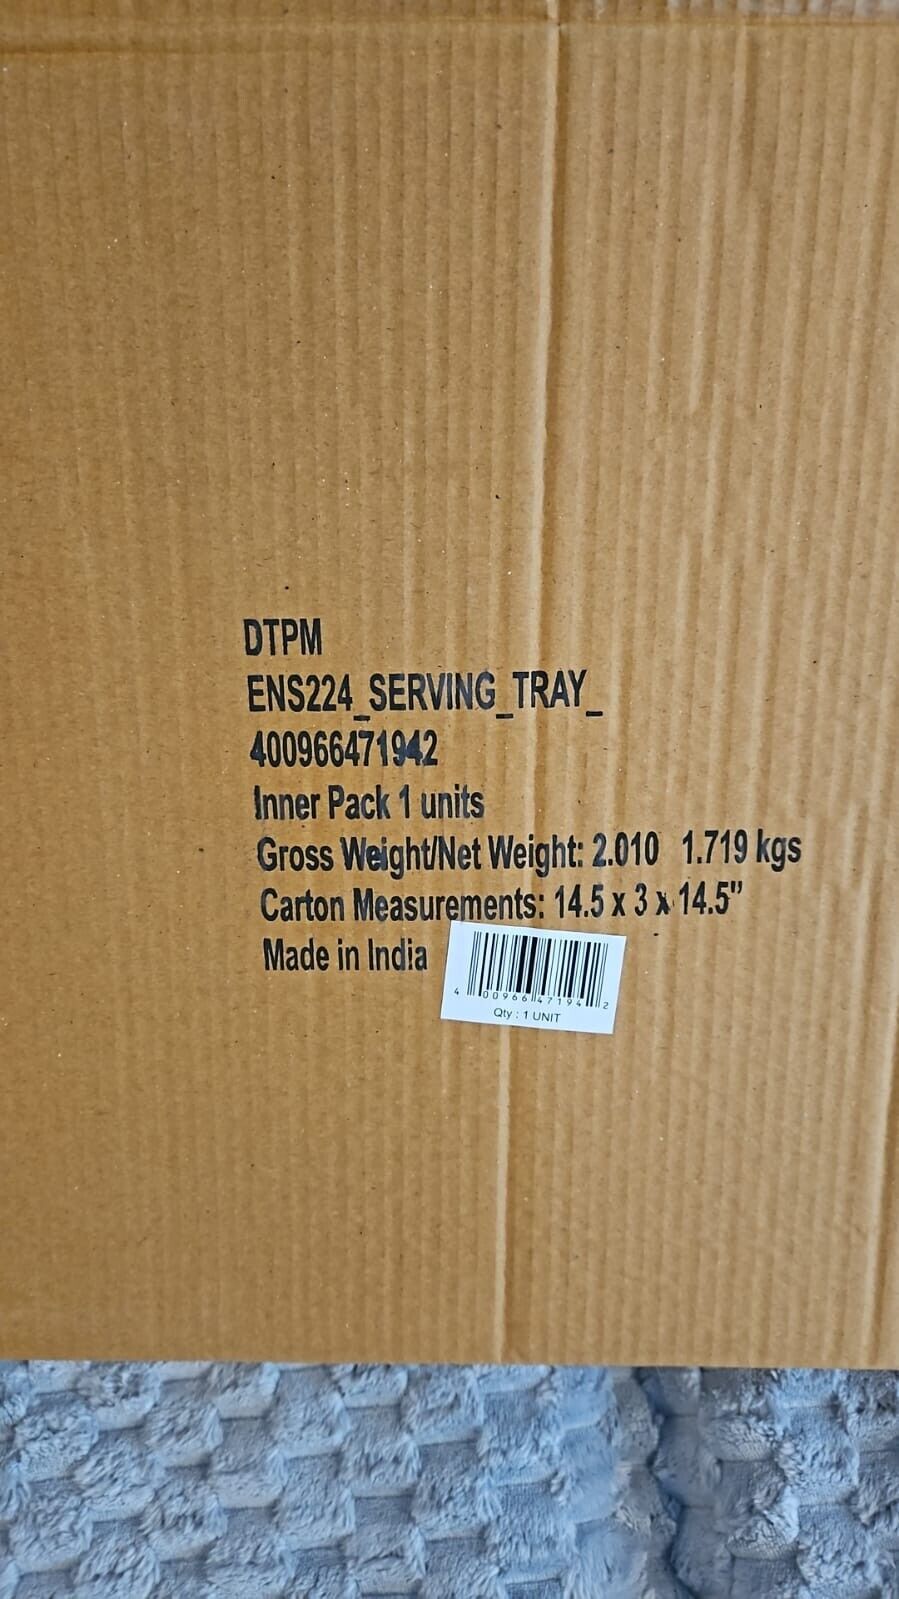 DTPM
ENS224_SERVING_TRAY_
400966471942
Inner Pack 1 units
Gross Weight/Net Weight: 2.010 1.719 kgs
Carton Measurements: 14.5 x 3 x 14.5"
Made in India
4 00966 47194 2
Qty : 1 UNIT